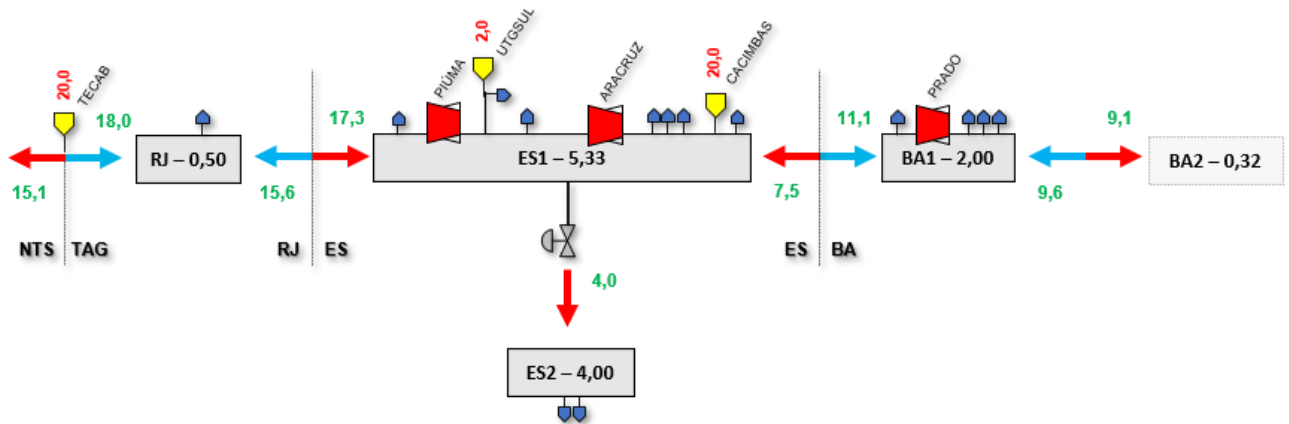 20,0
TECAB
18,0
15,1
NTS
TAG
RJ – 0,50
17,3
15,6
RJ
ES
PIÚMA
2,0
UTGSUL
ARACRUZ
20,0
CACIMBAS
ES1 – 5,33
4,0
ES2 – 4,00
11,1
7,5
ES
BA
PRADO
BA1 – 2,00
9,1
9,6
BA2 – 0,32